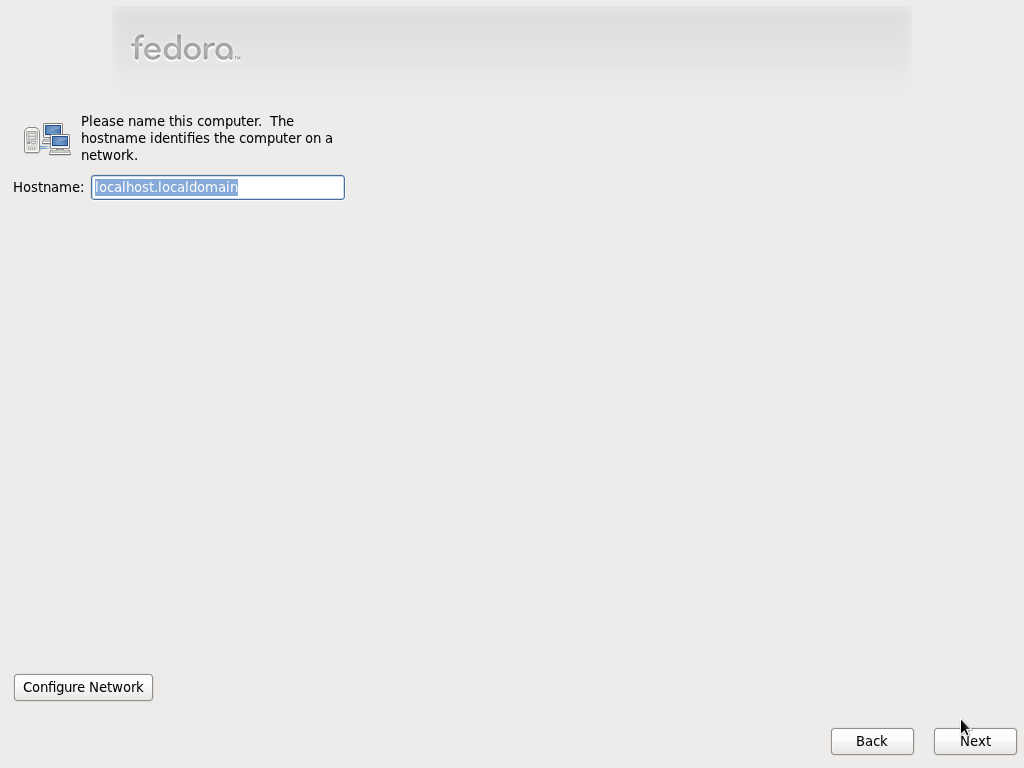 fedora™
Please name this computer.  The
hostname identifies the computer on a
network.
Hostname: localhost.localdomain
Configure Network
Back Next